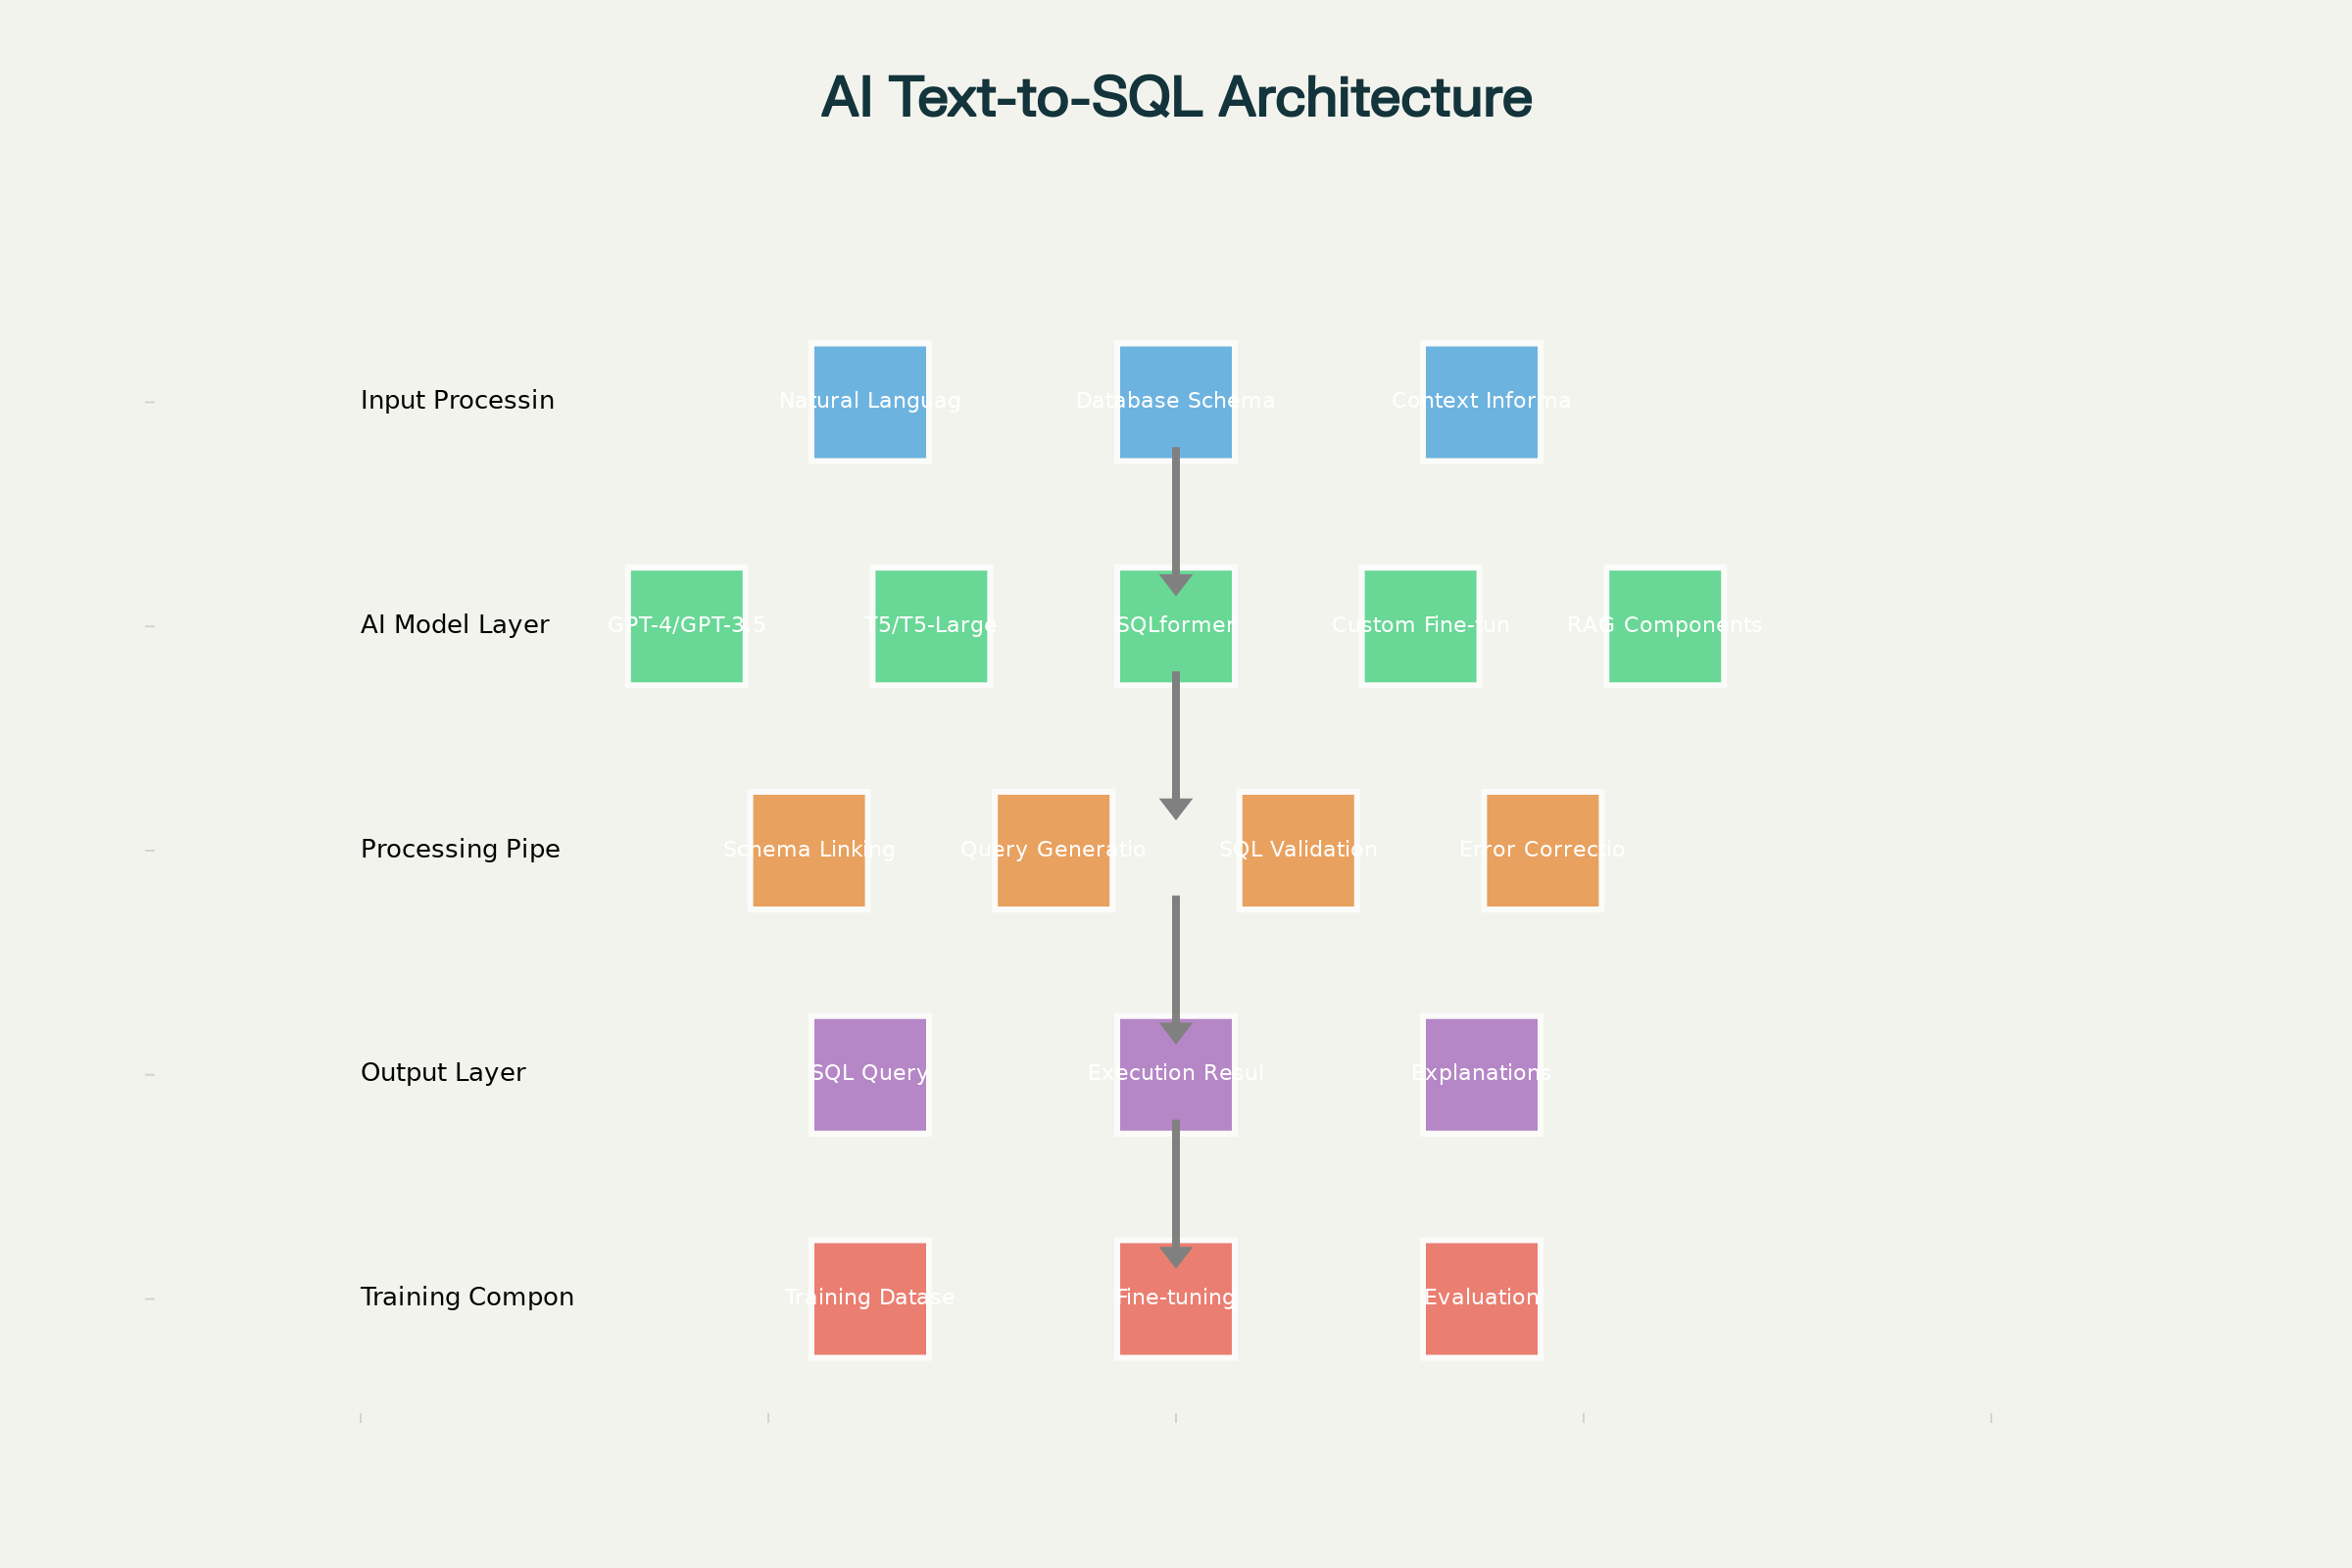 AI Text-to-SQL Architecture
Input Processin
Natural Languag
Database Schema
Context Informa
AI Model Layer
GPT-4/GPT-3.5
T5/T5-Large
SQLformer
Custom Fine-tun
RAG Components
Processing Pipe
Schema Linking
Query Generatio
SQL Validation
Error Correctio
Output Layer
SQL Query
Execution Resul
Explanations
Training Compon
Training Datase
Fine-tuning
Evaluation